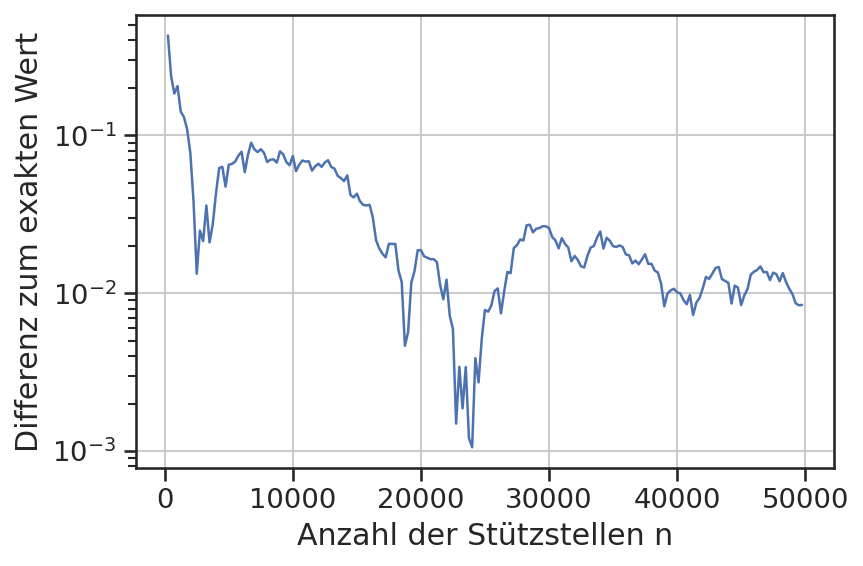 Differenz zum exakten Wert
10⁻¹
10⁻²
10⁻³
0 10000 20000 30000 40000 50000
Anzahl der Stützstellen n